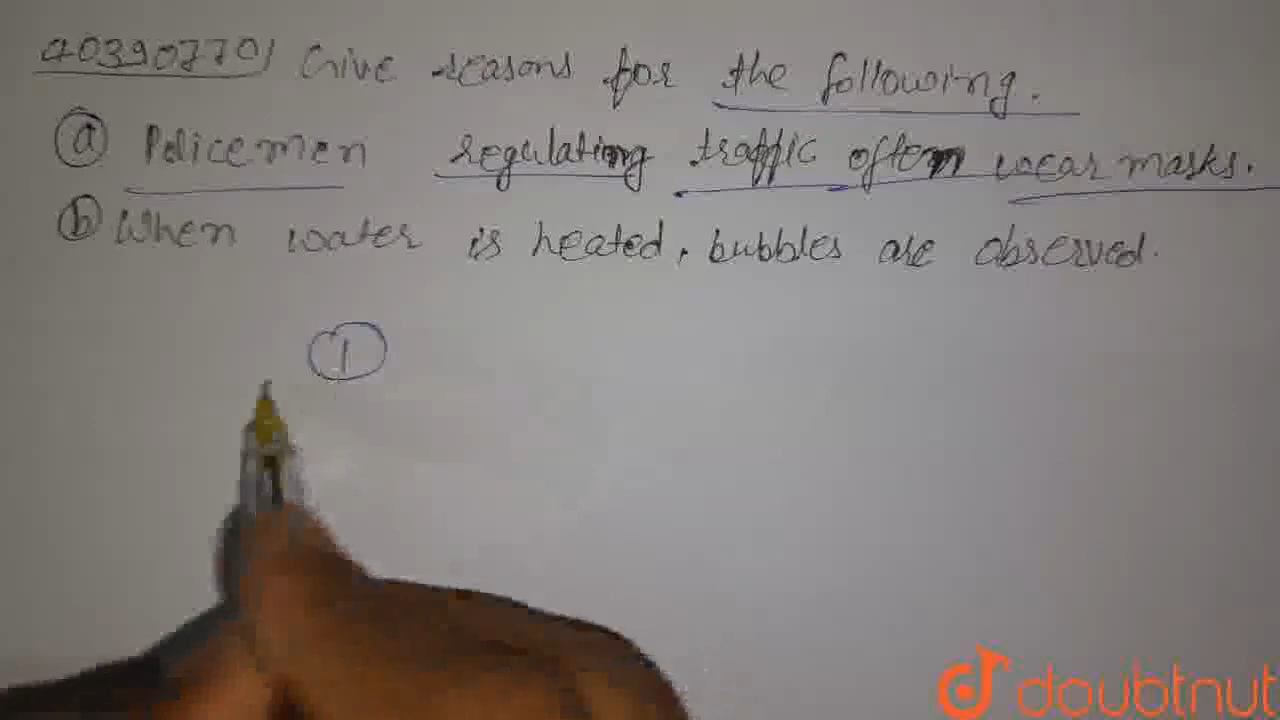 403907701 Give reasons for the following.
(a) Policemen regulating traffic often wear masks.
(b) When water is heated, bubbles are observed.
1
doubtnut